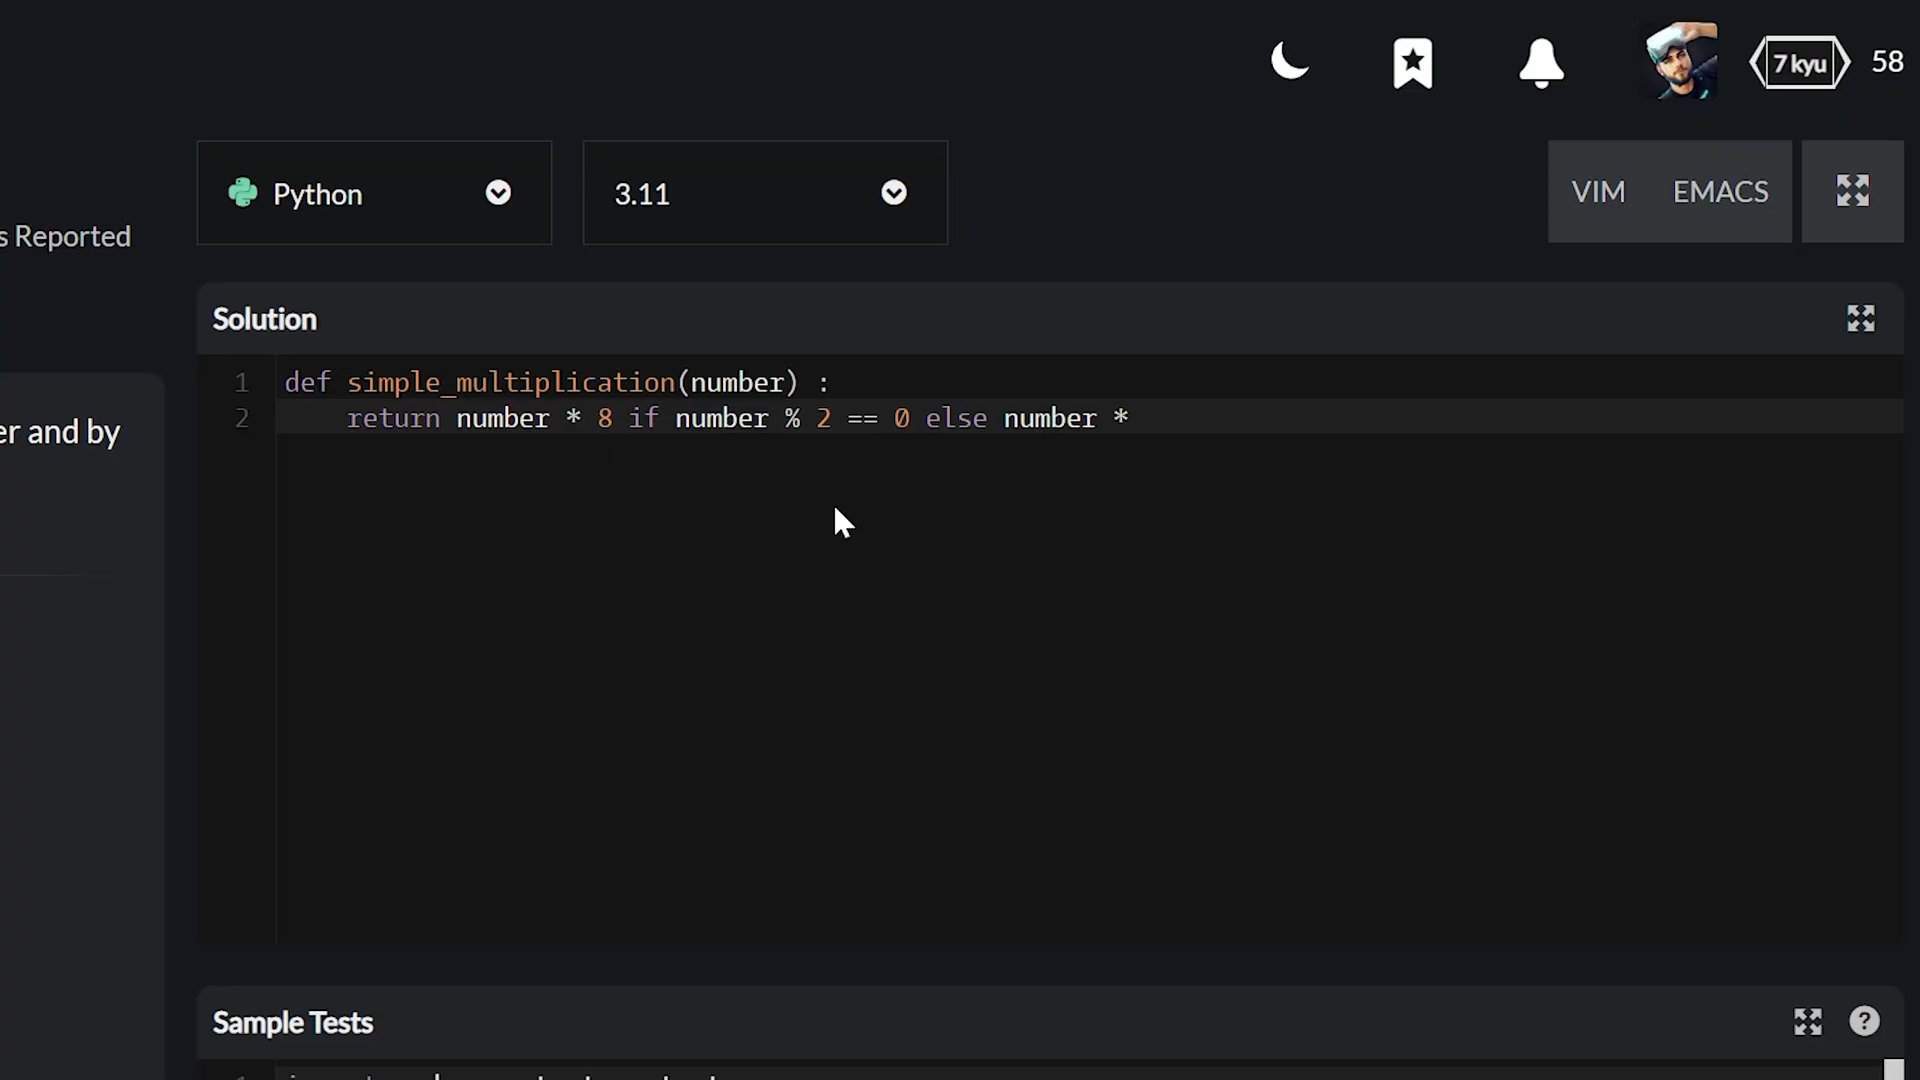 7 kyu 58
Python 3.11 VIM EMACS
s Reported
Solution
1 def simple_multiplication(number) :
er and by
2 return number * 8 if number % 2 == 0 else number *
Sample Tests